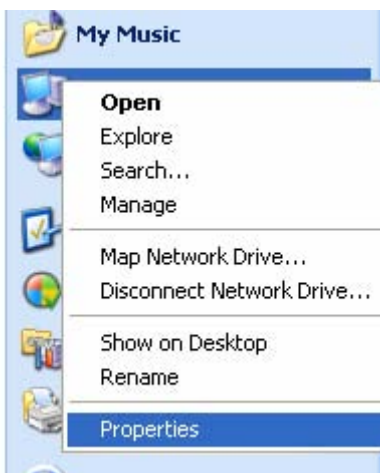 My Music
Open
Explore
Search...
Manage
Map Network Drive...
Disconnect Network Drive...
Show on Desktop
Rename
Properties